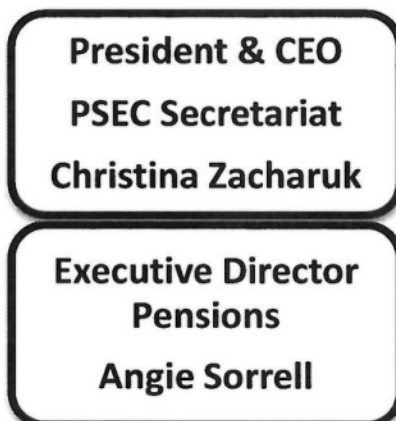 President & CEO
PSEC Secretariat
Christina Zacharuk
Executive Director
Pensions
Angie Sorrell